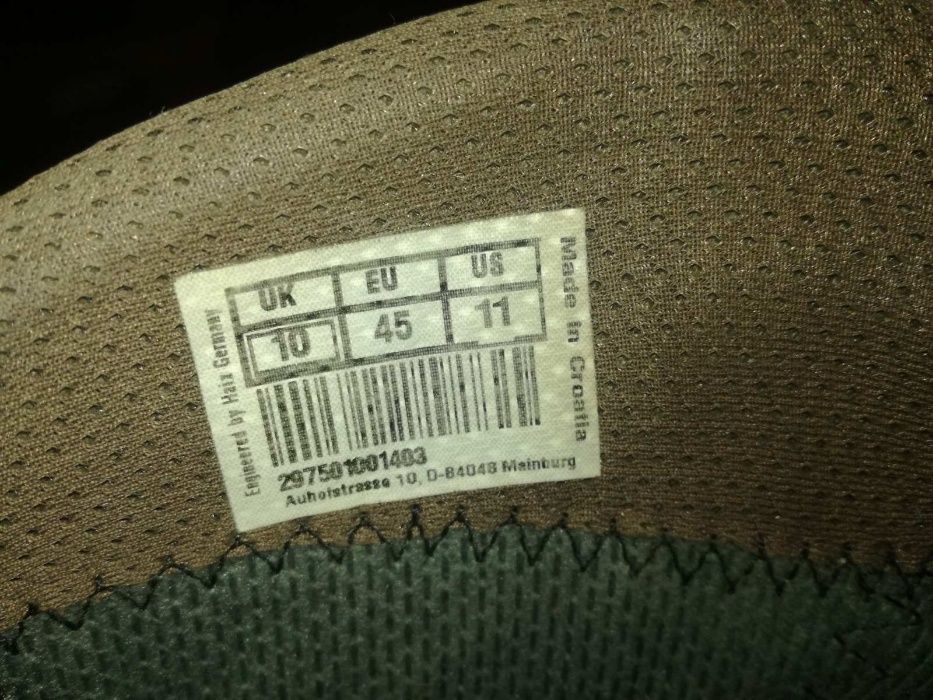 UK EU US
10 45 11
297501001403
Auhofstrasse 10, D-84048 Mainburg
Engineered by Haix Germany
Made in Croatia